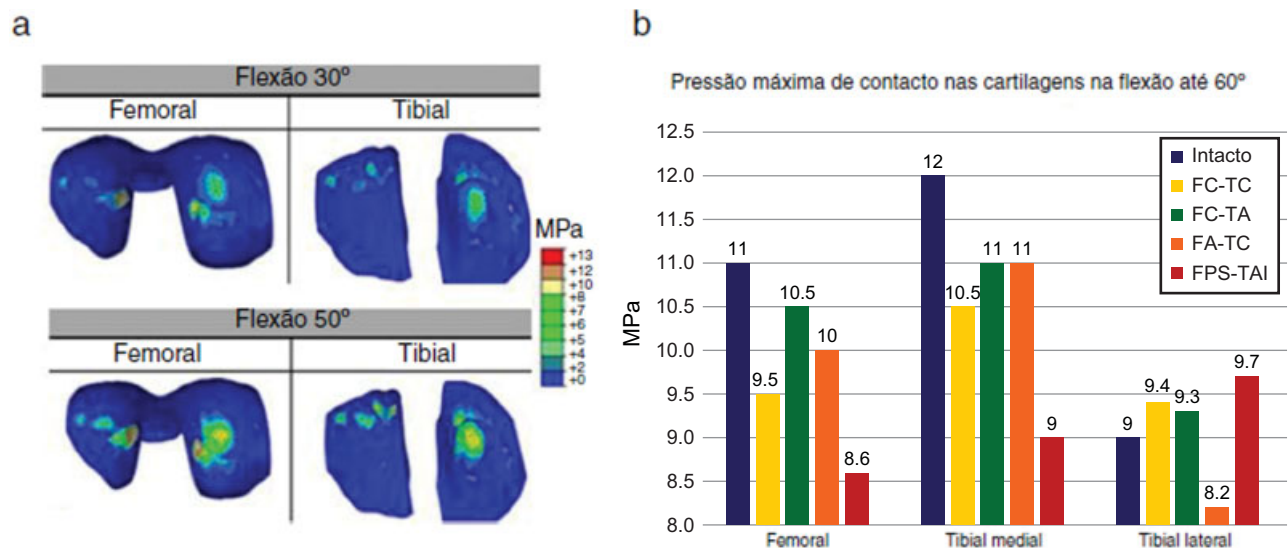 a
Flexão 30º
Femoral
Tibial
MPa
+13
+12
+10
+8
+7
+6
+5
+4
+2
+0
Flexão 50º
Femoral
Tibial
b
Pressão máxima de contacto nas cartilagens na flexão até 60º
MPa
12.5
12.0
11.5
11.0
10.5
10.0
9.5
9.0
8.5
8.0
11
9.5
10.5
10
8.6
12
10.5
11
11
9
9
9.4
9.3
8.2
9.7
Femoral
Tibial medial
Tibial lateral
Intacto
FC-TC
FC-TA
FA-TC
FPS-TAI